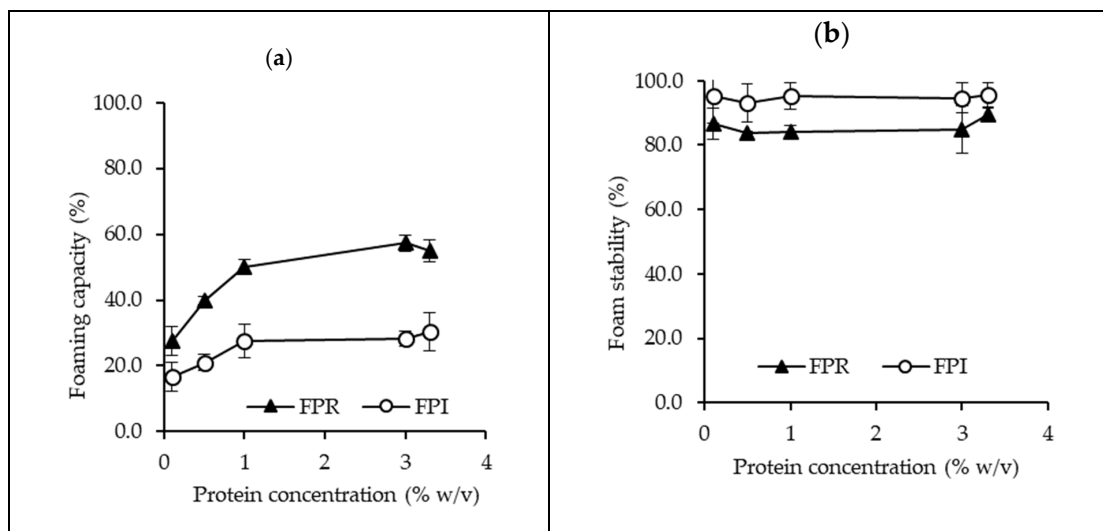 (a)
100.0
80.0
60.0
40.0
20.0
0.0
Foaming capacity (%)
FPR
FPI
0
1
2
3
4
Protein concentration (% w/v)
(b)
100.0
80.0
60.0
40.0
20.0
0.0
Foam stability (%)
FPR
FPI
0
1
2
3
4
Protein concentration (% w/v)